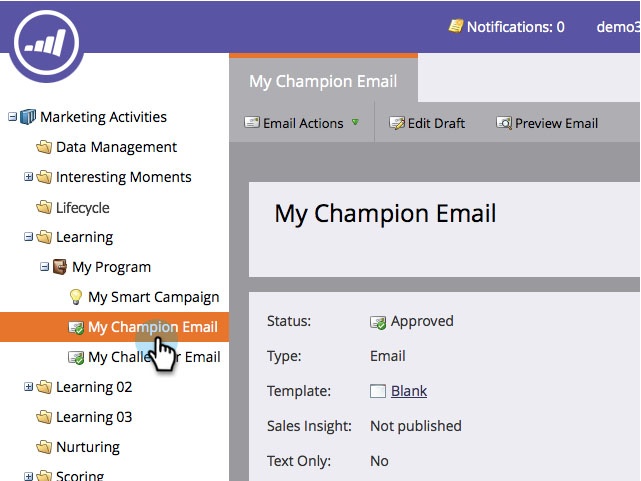 Notifications: 0 demo3
My Champion Email
Email Actions Edit Draft Preview Email
Marketing Activities
Data Management
Interesting Moments
Lifecycle
Learning
My Program
My Smart Campaign
My Champion Email
My Email
Learning 02
Learning 03
Nurturing
Scoring
My Champion Email
Status: Approved
Type: Email
Template: Blank
Sales Insight: Not published
Text Only: No